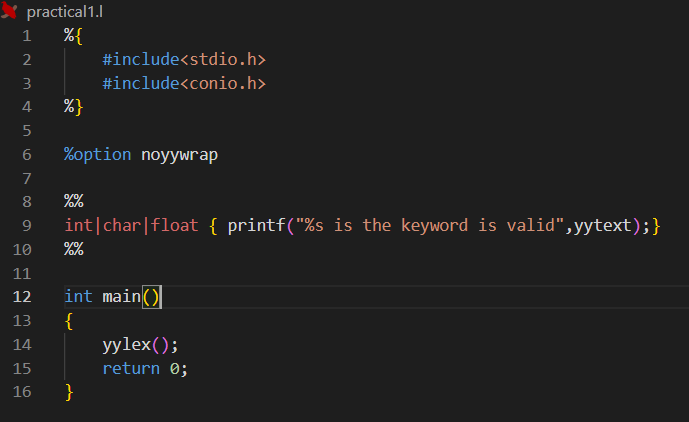 practical1.l
1 %{
2 #include<stdio.h>
3 #include<conio.h>
4 %}
5
6 %option noyywrap
7
8 %%
9 int|char|float { printf("%s is the keyword is valid",yytext);}
10 %%
11
12 int main()
13 {
14 yylex();
15 return 0;
16 }